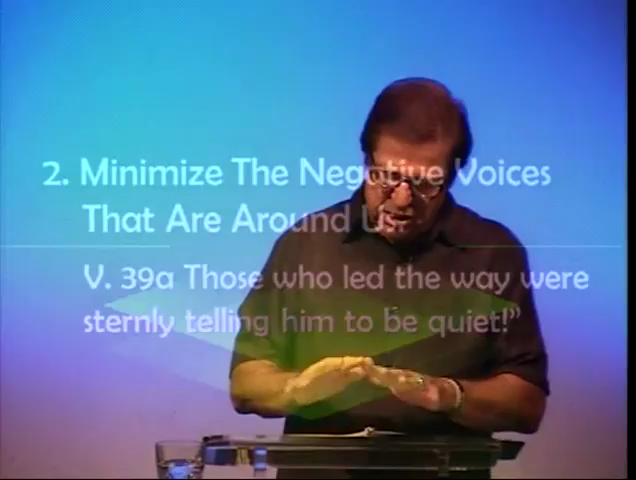 2. Minimize The Negative Voices
That Are Around Us.
V. 39a Those who led the way were
sternly telling him to be quiet!”